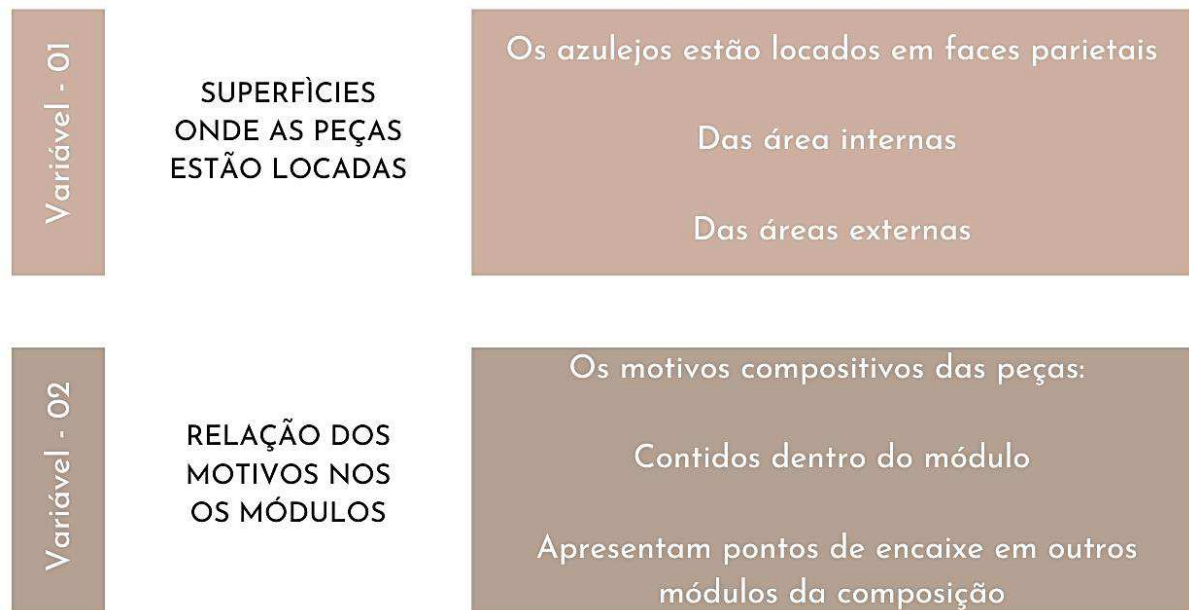 Variável - 01
SUPERFÌCIES
ONDE AS PEÇAS
ESTÃO LOCADAS
Os azulejos estão locados em faces parietais
Das área internas
Das áreas externas
Variável - 02
RELAÇÃO DOS
MOTIVOS NOS
OS MÓDULOS
Os motivos compositivos das peças:
Contidos dentro do módulo
Apresentam pontos de encaixe em outros
módulos da composição